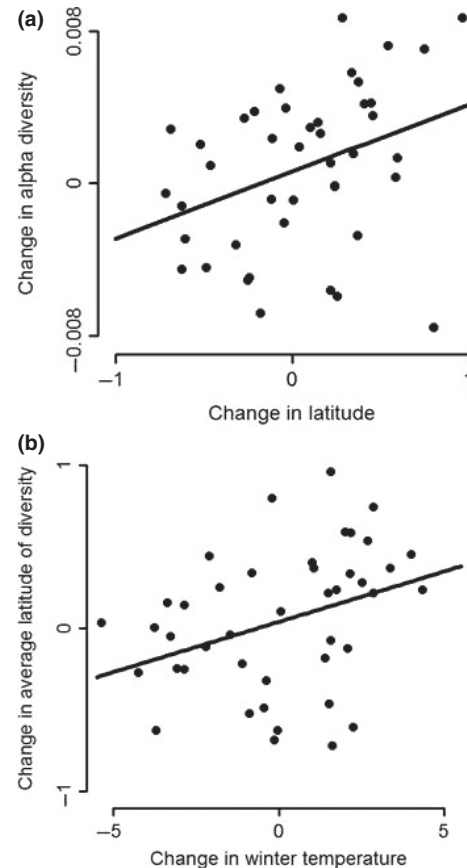 (a)
0.008
0
−0.008
Change in alpha diversity
−1
0
1
Change in latitude
(b)
1
0
−1
Change in average latitude of diversity
−5
0
5
Change in winter temperature